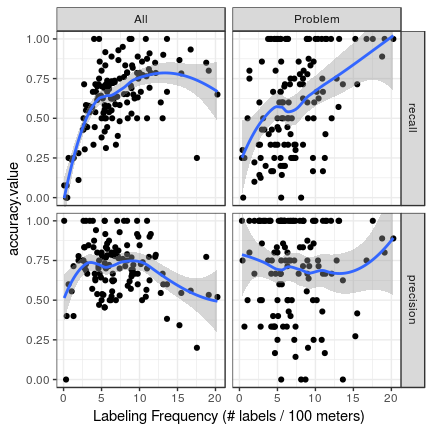 All Problem
1.00
0.75
0.50
0.25
0.00
recall
1.00
0.75
0.50
0.25
0.00
precision
accuracy.value
0 5 10 15 20 0 5 10 15 20
Labeling Frequency (# labels / 100 meters)